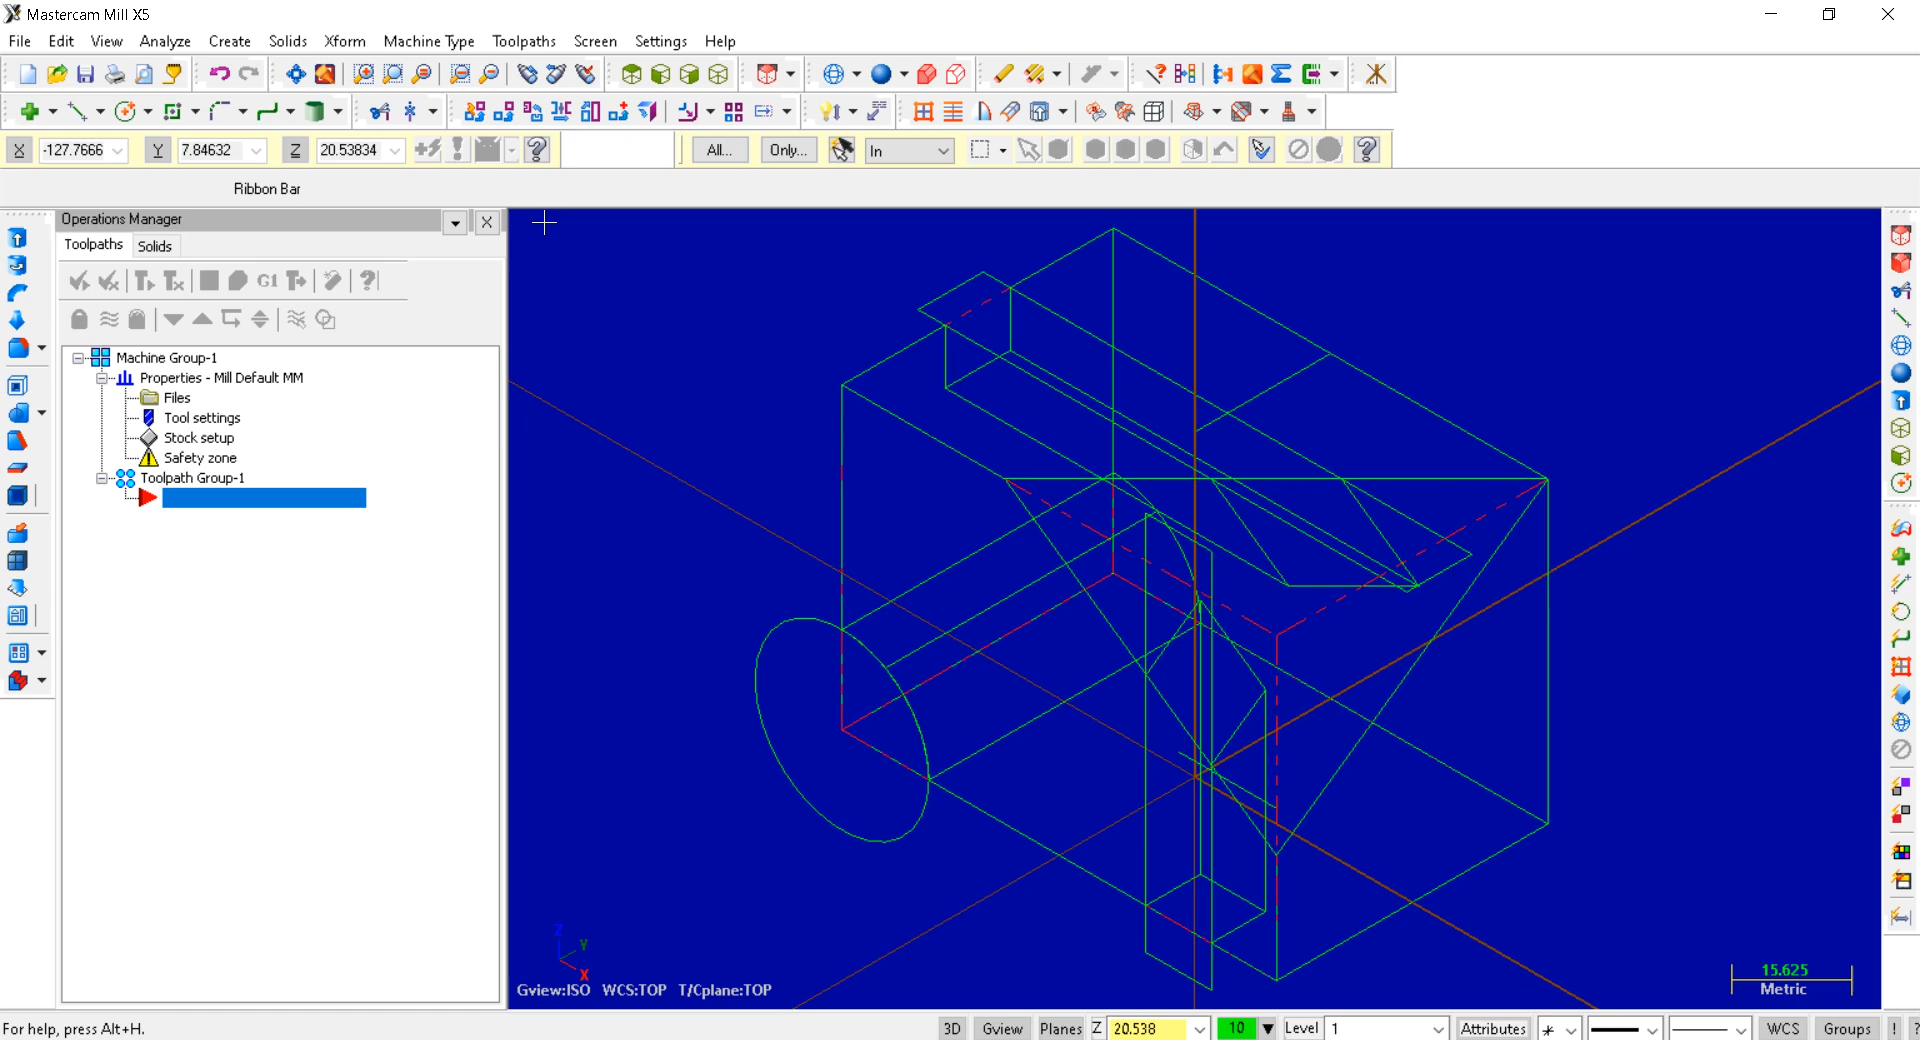 Mastercam Mill X5
File Edit View Analyze Create Solids Xform Machine Type Toolpaths Screen Settings Help
X -127.7666 Y 7.84632 Z 20.53834 All... Only... In
Ribbon Bar
Operations Manager
Toolpaths Solids
G1
Machine Group-1
Properties - Mill Default MM
Files
Tool settings
Stock setup
Safety zone
Toolpath Group-1
Z
Y
X
Gview:ISO WCS:TOP T/Cplane:TOP
15.625
Metric
For help, press Alt+H.
3D Gview Planes Z 20.538 10 Level 1 Attributes WCS Groups ! ?